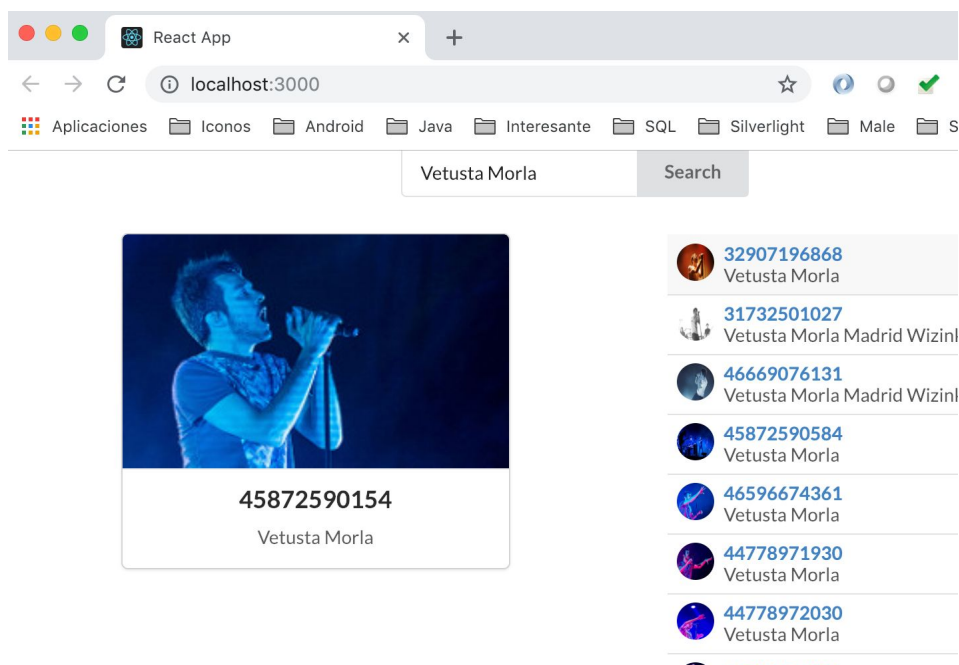 React App
localhost:3000
Aplicaciones Iconos Android Java Interesante SQL Silverlight Male S
Vetusta Morla Search
45872590154
Vetusta Morla
32907196868
Vetusta Morla
31732501027
Vetusta Morla Madrid Wizink
46669076131
Vetusta Morla Madrid Wizink
45872590584
Vetusta Morla
46596674361
Vetusta Morla
44778971930
Vetusta Morla
44778972030
Vetusta Morla